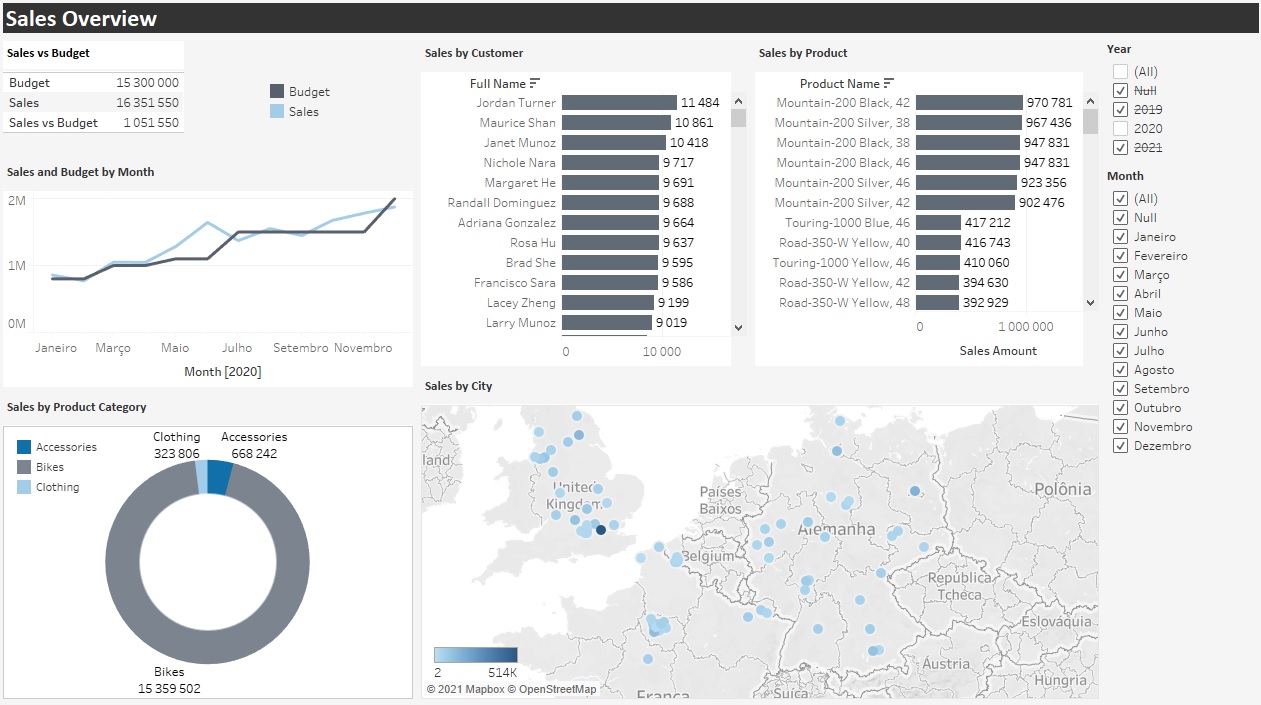 Sales Overview
Sales vs Budget
Budget 15 300 000
Sales 16 351 550
Sales vs Budget 1 051 550
Budget
Sales
Sales and Budget by Month
2M
1M
0M
Janeiro Março Maio Julho Setembro Novembro
Month [2020]
Sales by Product Category
Accessories
Bikes
Clothing
Clothing
323 806
Accessories
668 242
Bikes
15 359 502
Sales by Customer
Full Name
Jordan Turner 11 484
Maurice Shan 10 861
Janet Munoz 10 418
Nichole Nara 9 717
Margaret He 9 691
Randall Dominguez 9 688
Adriana Gonzalez 9 664
Rosa Hu 9 637
Brad She 9 595
Francisco Sara 9 586
Lacey Zheng 9 199
Larry Munoz 9 019
0 10 000
Sales by Product
Product Name
Mountain-200 Black, 42 970 781
Mountain-200 Silver, 38 967 436
Mountain-200 Black, 38 947 831
Mountain-200 Black, 46 947 831
Mountain-200 Silver, 46 923 356
Mountain-200 Silver, 42 902 476
Touring-1000 Blue, 46 417 212
Road-350-W Yellow, 40 416 743
Touring-1000 Yellow, 46 410 060
Road-350-W Yellow, 42 394 630
Road-350-W Yellow, 48 392 929
0 1 000 000
Sales Amount
Sales by City
land
United
Kingdom
Países
Baixos
Belgium
Alemanha
Polônia
República
Tcheca
Eslováquia
Áustria
Hungria
Suíça
França
2 514K
© 2021 Mapbox © OpenStreetMap
Year
(All)
Null
2019
2020
2021
Month
(All)
Null
Janeiro
Fevereiro
Março
Abril
Maio
Junho
Julho
Agosto
Setembro
Outubro
Novembro
Dezembro